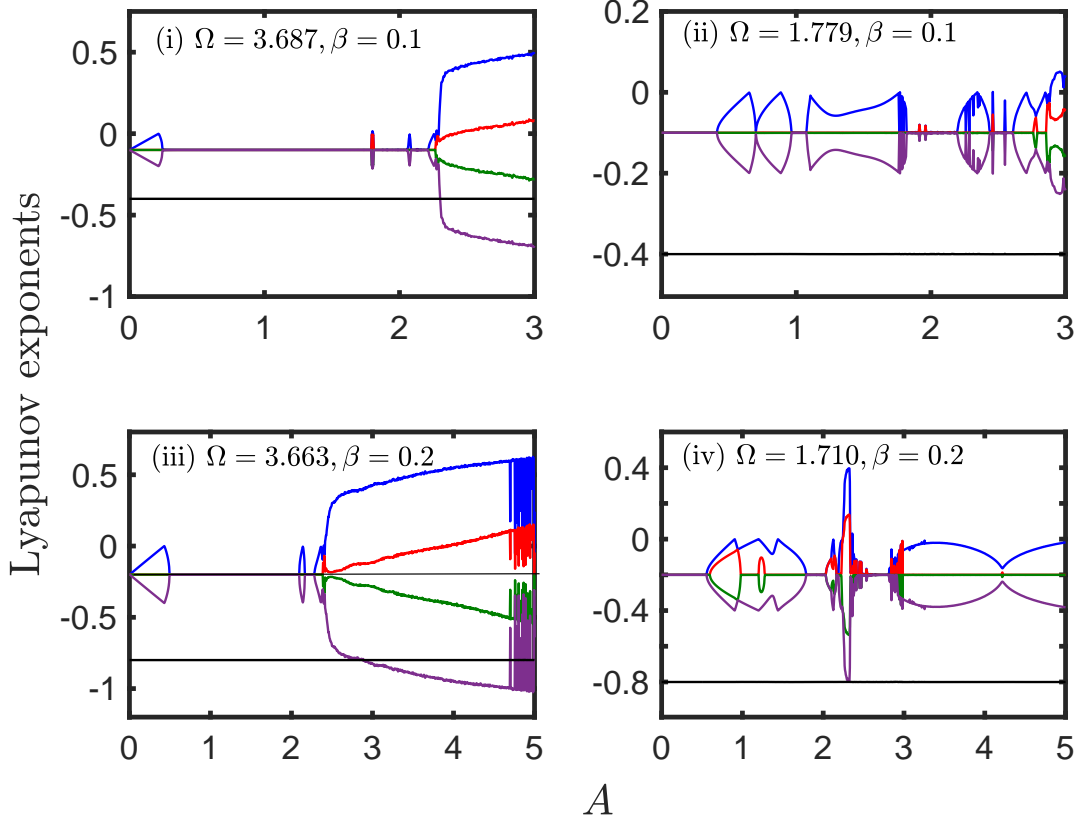 (i) Ω = 3.687, β = 0.1
0.5
0
-0.5
-1
0 1 2 3
(ii) Ω = 1.779, β = 0.1
0.2
0
-0.2
-0.4
0 1 2 3
Lyapunov exponents
(iii) Ω = 3.663, β = 0.2
0.5
0
-0.5
-1
0 1 2 3 4 5
(iv) Ω = 1.710, β = 0.2
0.4
0
-0.4
-0.8
0 1 2 3 4 5
A